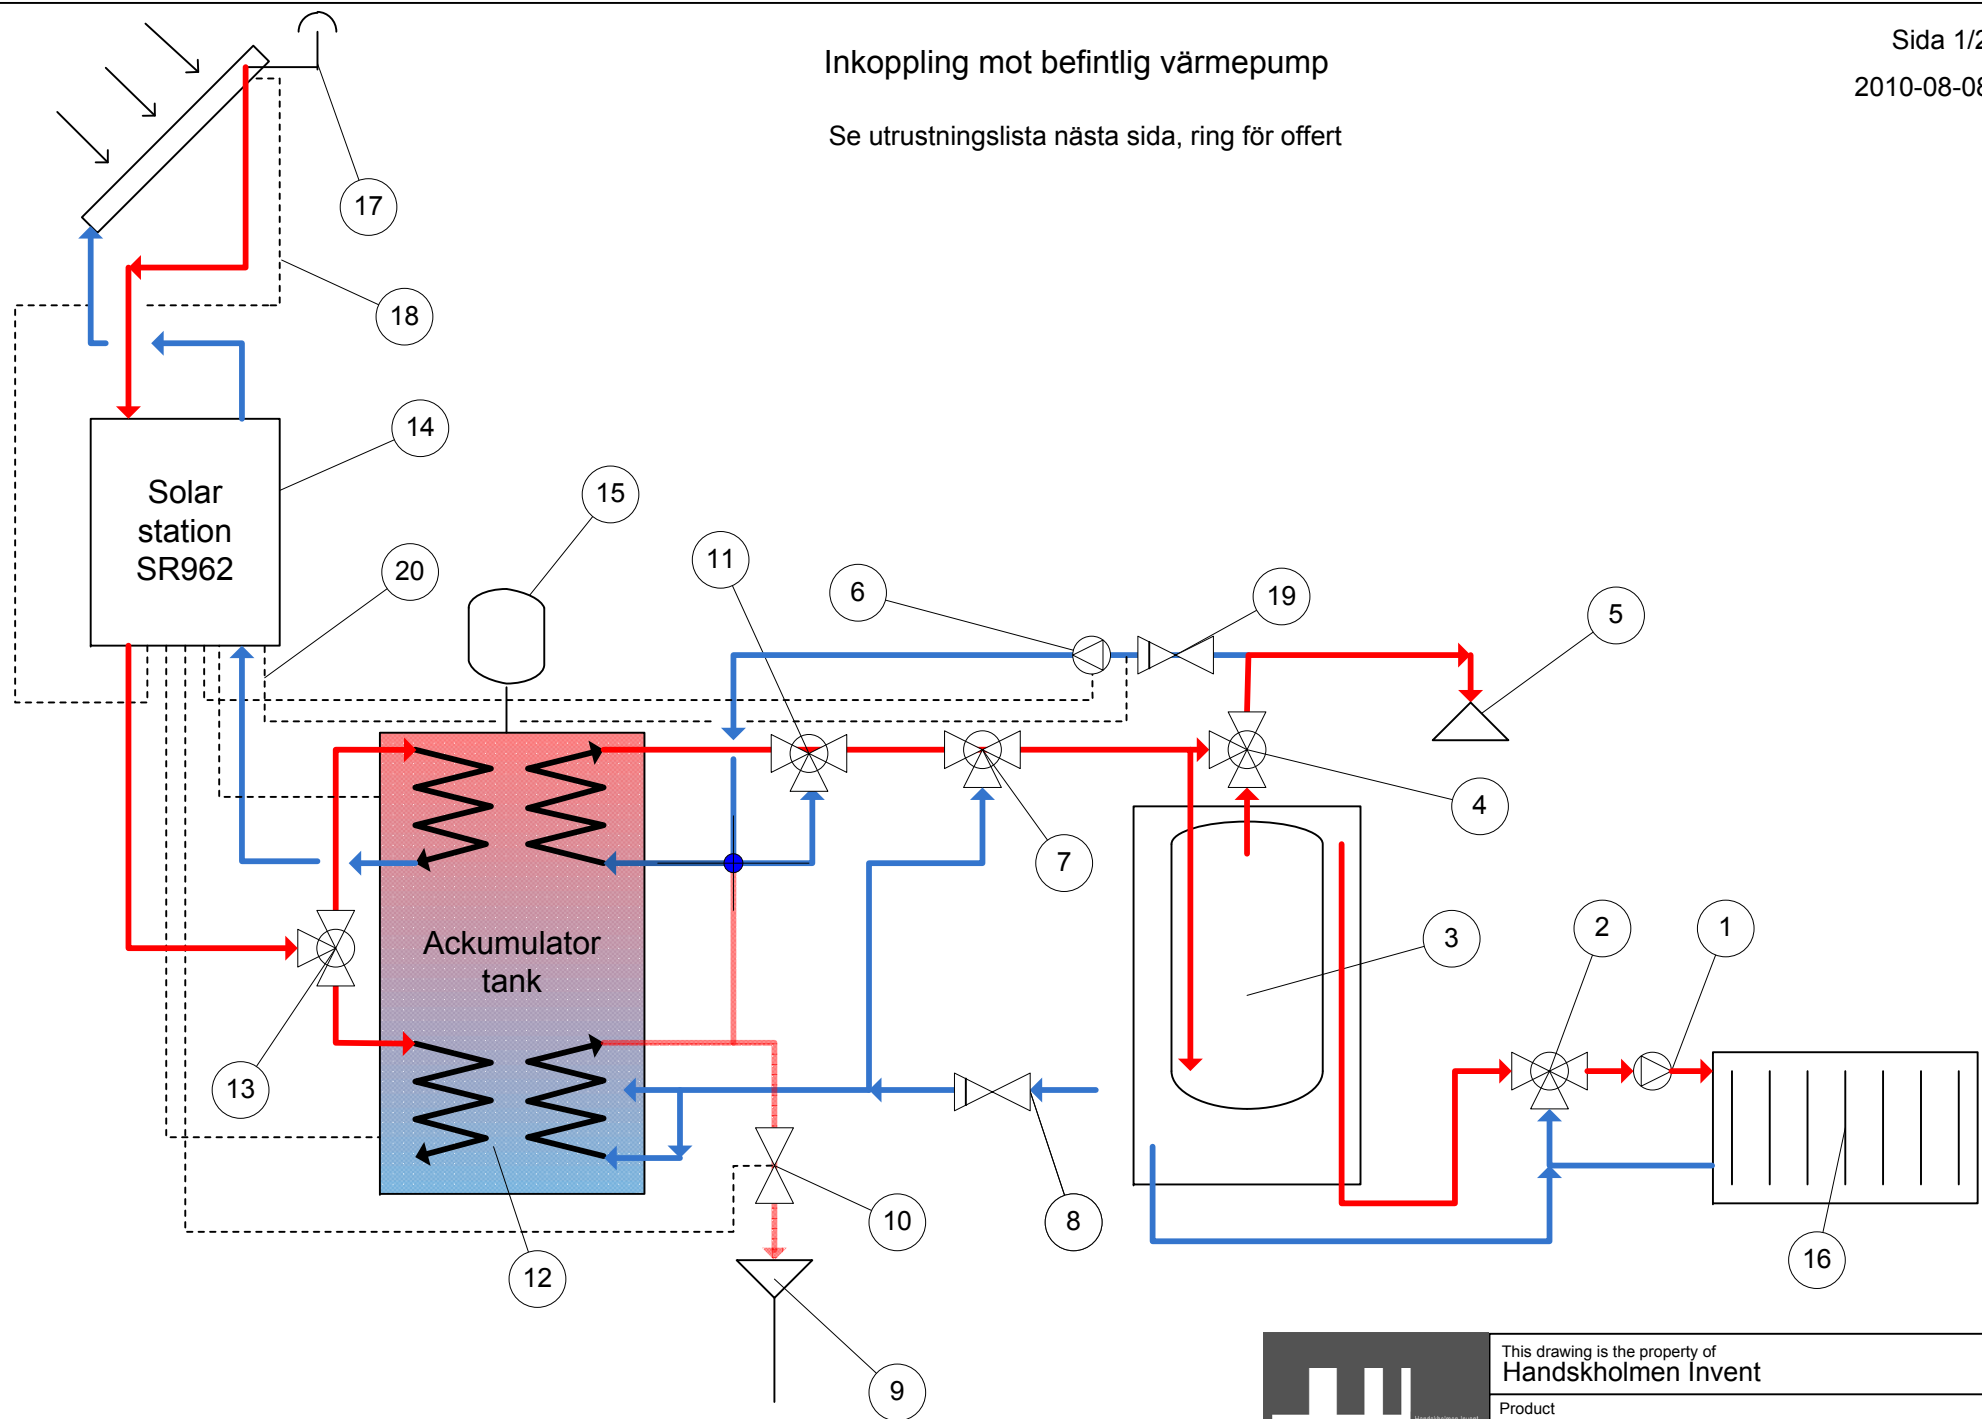 Inkoppling mot befintlig värmepump
Sida 1/2
2010-08-08
Se utrustningslista nästa sida, ring för offert
17
18
14
Solar
station
SR962
15
20
11
6
19
5
4
7
3
2
1
Ackumulator
tank
13
10
8
16
12
9
This drawing is the property of
Handskholmen Invent
Handskholmen Invent
Product